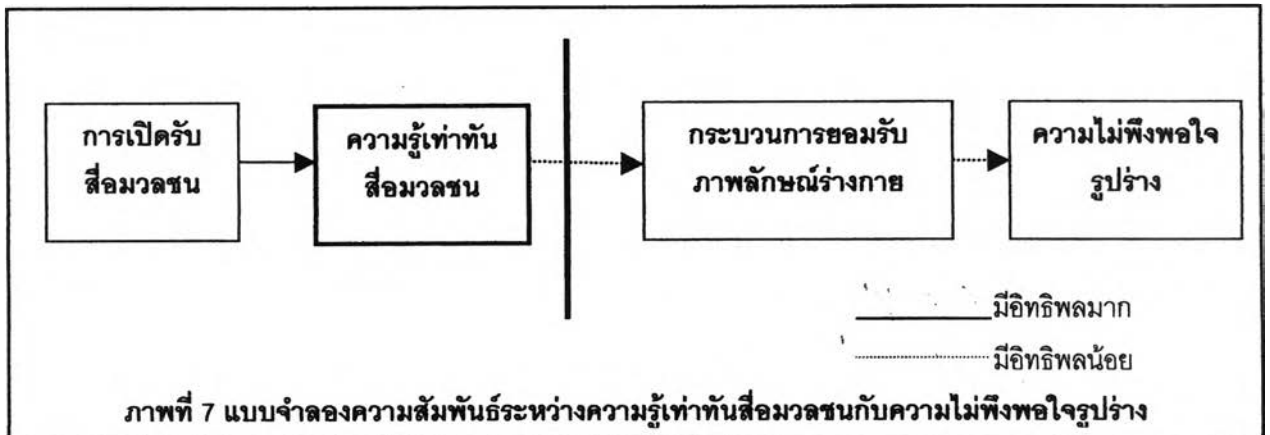 การเปิดรับ
สื่อมวลชน
ความรู้เท่าทัน
สื่อมวลชน
กระบวนการยอมรับ
ภาพลักษณ์ร่างกาย
ความไม่พึงพอใจ
รูปร่าง
มีอิทธิพลมาก
มีอิทธิพลน้อย
ภาพที่ 7 แบบจำลองความสัมพันธ์ระหว่างความรู้เท่าทันสื่อมวลชนกับความไม่พึงพอใจรูปร่าง